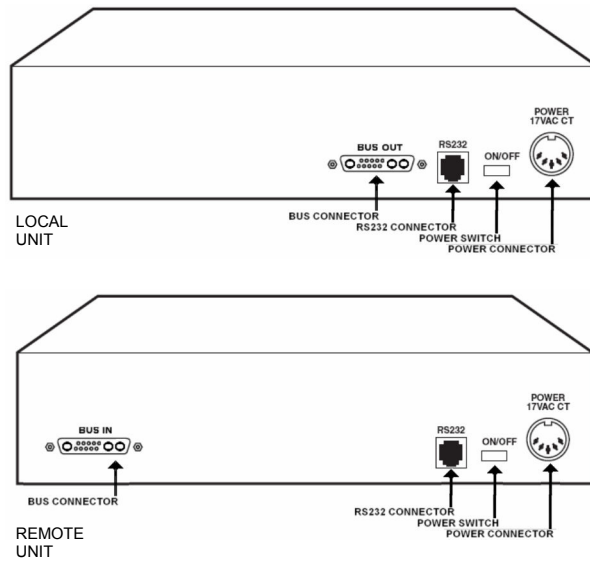 POWER
17VAC CT
BUS OUT
RS232
ON/OFF
BUS CONNECTOR
RS232 CONNECTOR
POWER SWITCH
POWER CONNECTOR
LOCAL
UNIT
POWER
17VAC CT
BUS IN
RS232
ON/OFF
BUS CONNECTOR
RS232 CONNECTOR
POWER SWITCH
POWER CONNECTOR
REMOTE
UNIT